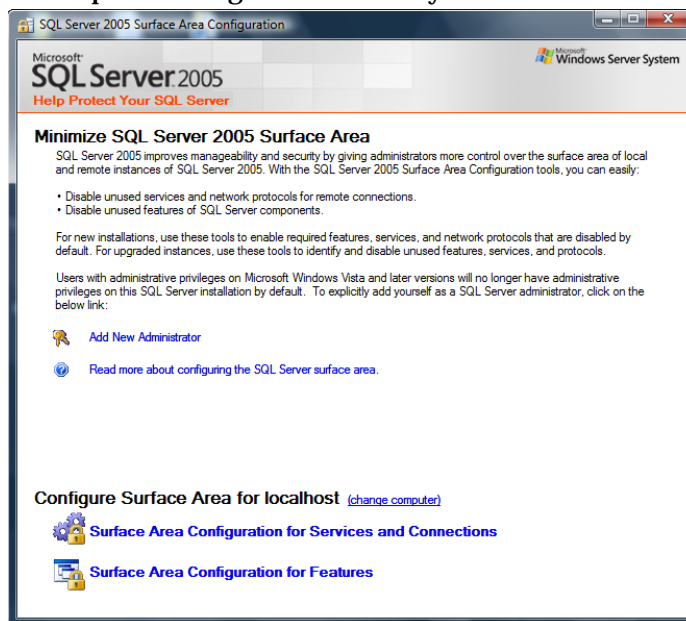 SQL Server 2005 Surface Area Configuration
Microsoft
SQL Server 2005
Help Protect Your SQL Server
Microsoft
Windows Server System
Minimize SQL Server 2005 Surface Area
SQL Server 2005 improves manageability and security by giving administrators more control over the surface area of local
and remote instances of SQL Server 2005. With the SQL Server 2005 Surface Area Configuration tools, you can easily:
• Disable unused services and network protocols for remote connections.
• Disable unused features of SQL Server components.
For new installations, use these tools to enable required features, services, and network protocols that are disabled by
default. For upgraded instances, use these tools to identify and disable unused features, services, and protocols.
Users with administrative privileges on Microsoft Windows Vista and later versions will no longer have administrative
privileges on this SQL Server installation by default. To explicitly add yourself as a SQL Server administrator, click on the
below link:
Add New Administrator
Read more about configuring the SQL Server surface area.
Configure Surface Area for localhost (change computer)
Surface Area Configuration for Services and Connections
Surface Area Configuration for Features